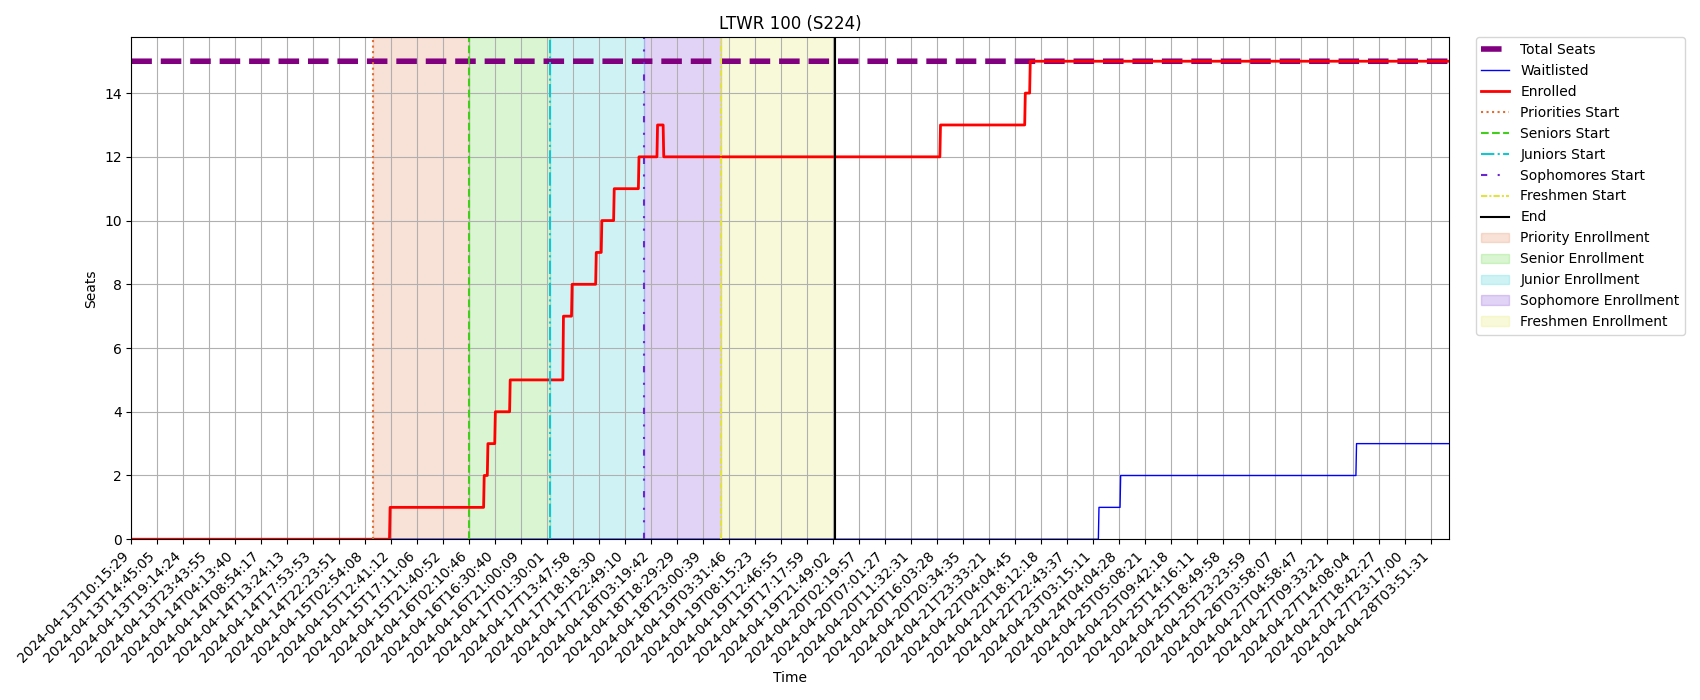 LTWR 100 (S224)
Seats
14
12
10
8
6
4
2
0
2024-04-13T10:15:29
2024-04-13T14:45:05
2024-04-13T19:14:24
2024-04-13T23:43:55
2024-04-14T04:13:40
2024-04-14T08:54:17
2024-04-14T13:24:13
2024-04-14T17:53:53
2024-04-14T22:23:51
2024-04-15T02:54:08
2024-04-15T12:41:12
2024-04-15T17:11:06
2024-04-15T21:40:52
2024-04-16T02:10:46
2024-04-16T16:30:40
2024-04-16T21:00:09
2024-04-17T01:30:01
2024-04-17T13:47:58
2024-04-17T18:18:30
2024-04-17T22:49:10
2024-04-18T03:19:42
2024-04-18T18:29:29
2024-04-18T23:00:39
2024-04-19T03:31:46
2024-04-19T08:15:23
2024-04-19T12:46:55
2024-04-19T17:17:59
2024-04-19T21:49:02
2024-04-20T02:19:57
2024-04-20T07:01:27
2024-04-20T11:32:31
2024-04-20T16:03:28
2024-04-20T20:34:35
2024-04-21T23:33:21
2024-04-22T04:04:45
2024-04-22T18:12:18
2024-04-22T22:43:37
2024-04-23T03:15:11
2024-04-24T04:04:28
2024-04-25T05:08:21
2024-04-25T09:42:18
2024-04-25T14:16:11
2024-04-25T18:49:58
2024-04-25T23:23:59
2024-04-26T03:58:07
2024-04-27T04:58:47
2024-04-27T09:33:21
2024-04-27T14:08:04
2024-04-27T18:42:27
2024-04-27T23:17:00
2024-04-28T03:51:31
Time
Total Seats
Waitlisted
Enrolled
Priorities Start
Seniors Start
Juniors Start
Sophomores Start
Freshmen Start
End
Priority Enrollment
Senior Enrollment
Junior Enrollment
Sophomore Enrollment
Freshmen Enrollment